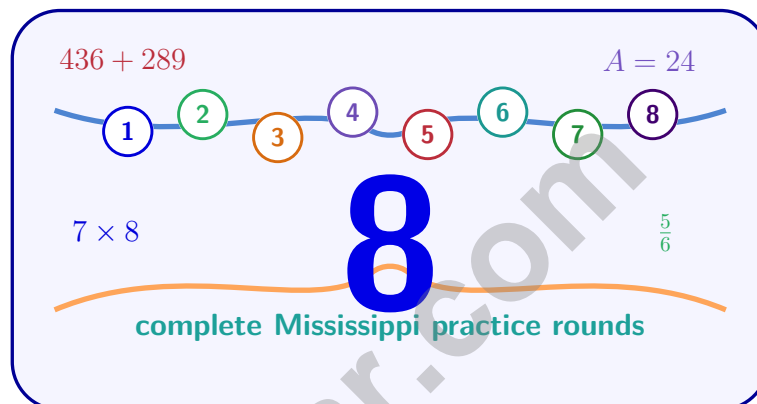 436 + 289
A = 24
1 2 3 4 5 6 7 8
7 × 8
8
5/6
complete Mississippi practice rounds
r.com